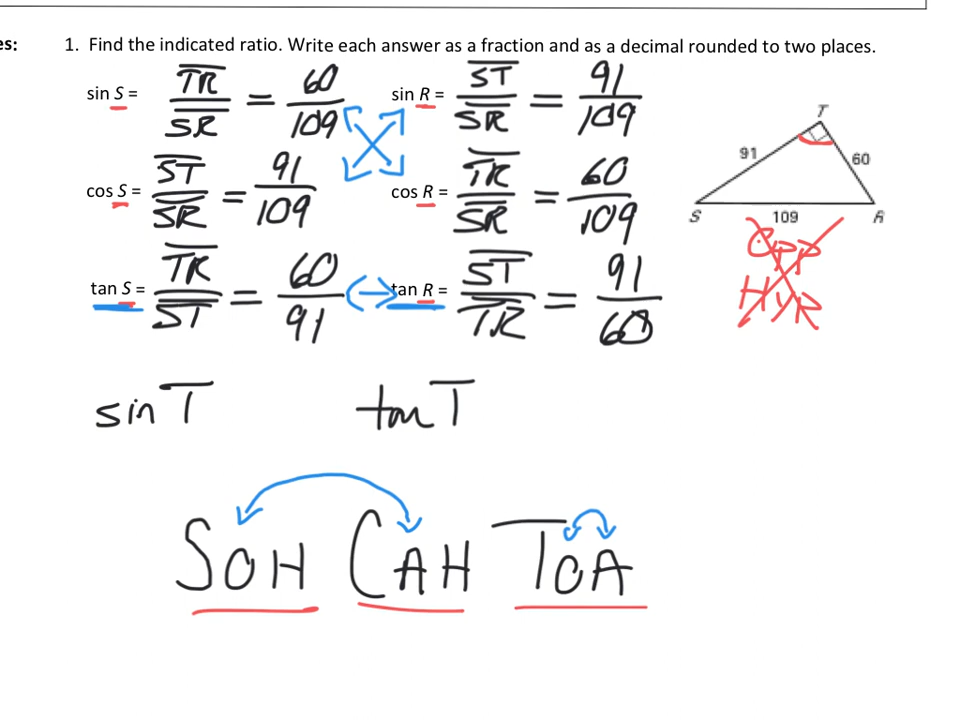 es: 1. Find the indicated ratio. Write each answer as a fraction and as a decimal rounded to two places.
sin S = TR/SR = 60/109 sin R = ST/SR = 91/109
cos S = ST/SR = 91/109 cos R = TR/SR = 60/109
tan S = TR/ST = 60/91 tan R = ST/TR = 91/60
T
91
60
S
109
R
OPP
HYP
sin T tan T
SOH CAH TOA